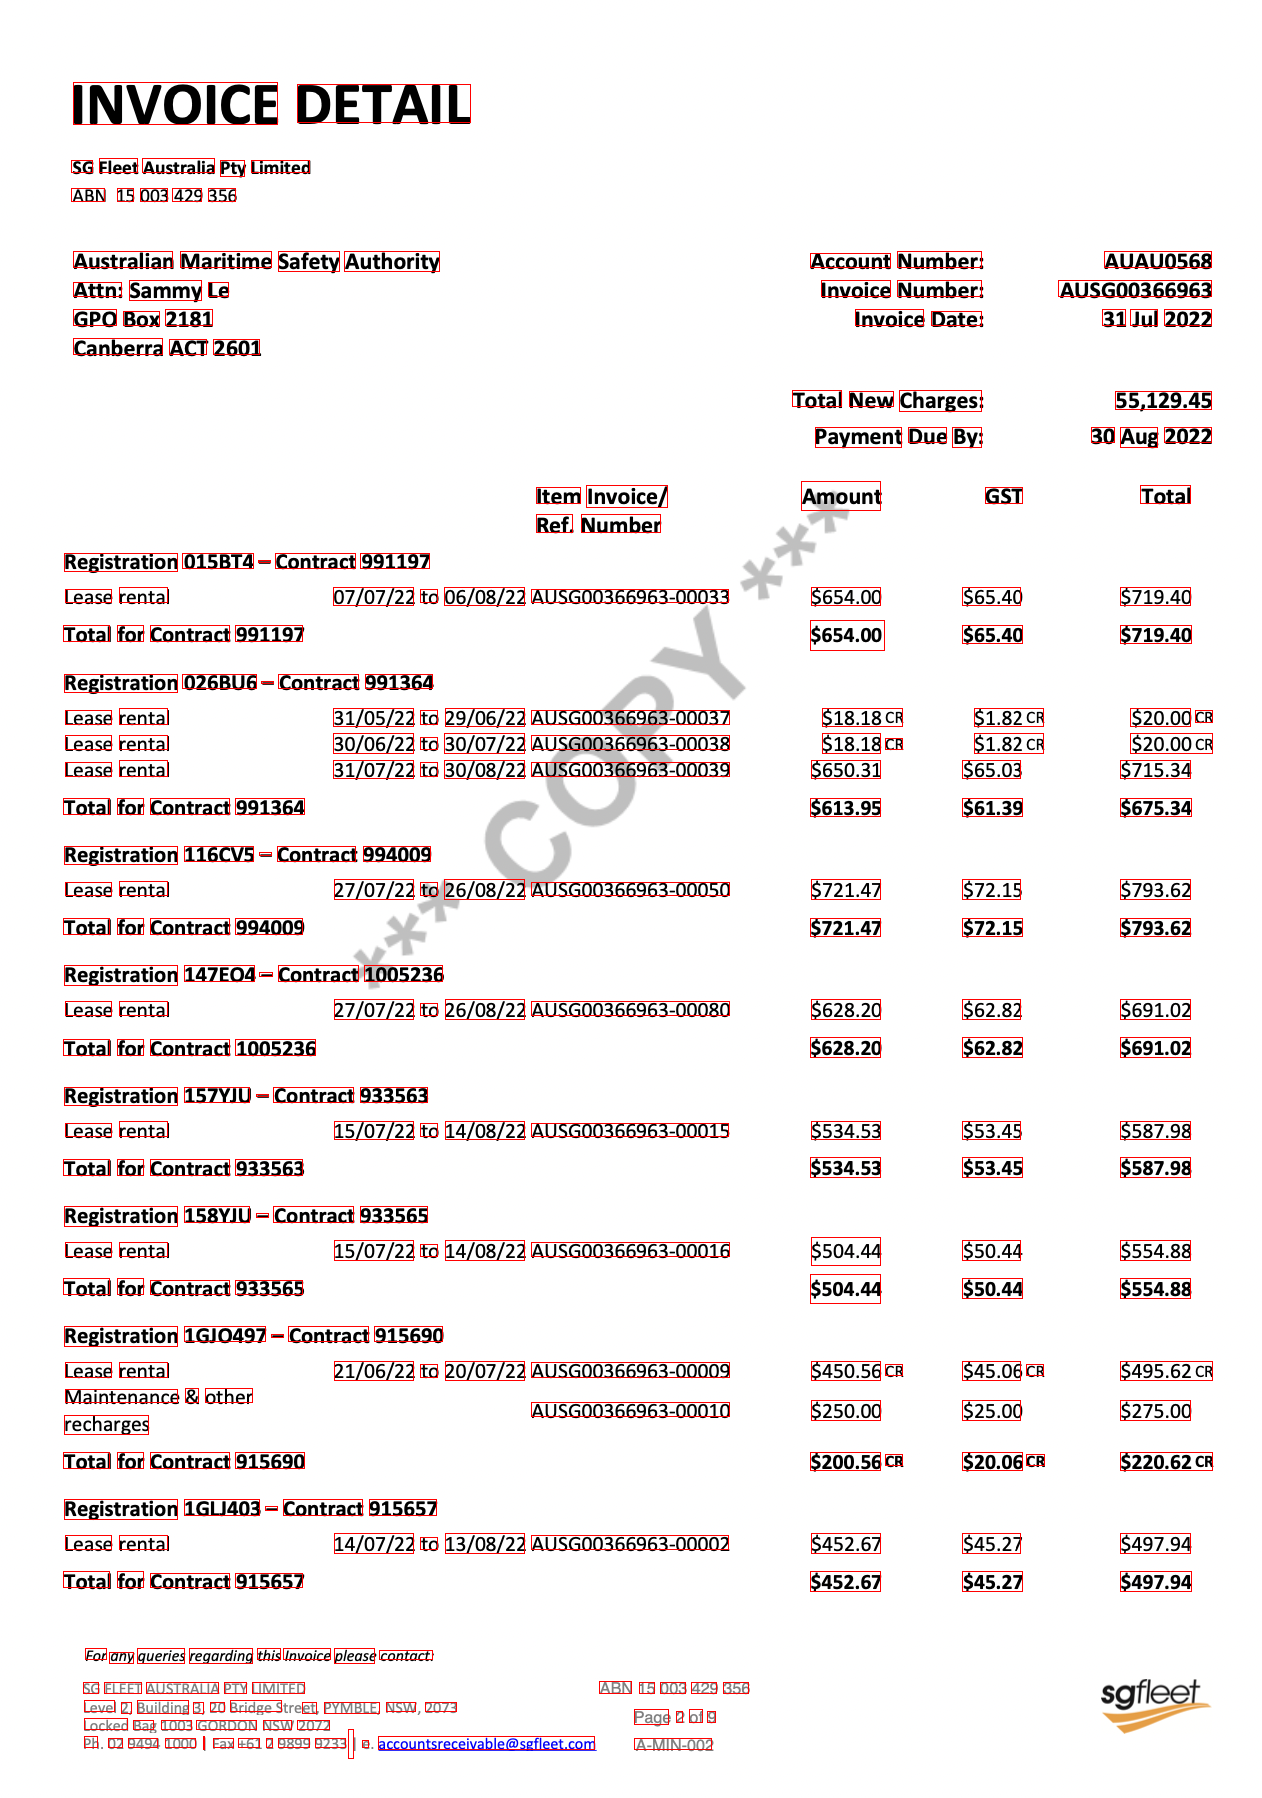 INVOICE DETAIL
SG Fleet Australia Pty Limited
ABN 15 003 429 356
Australian Maritime Safety Authority
Attn: Sammy Le
GPO Box 2181
Canberra ACT 2601
Account Number: AUAU0568
Invoice Number: AUSG00366963
Invoice Date: 31 Jul 2022
Total New Charges: 55,129.45
Payment Due By: 30 Aug 2022
Item Invoice/ Amount GST Total
Ref. Number
Registration 015BT4 – Contract 991197
Lease rental 07/07/22 to 06/08/22 AUSG00366963-00033 $654.00 $65.40 $719.40
Total for Contract 991197 $654.00 $65.40 $719.40
Registration 026BU6 – Contract 991364
Lease rental 31/05/22 to 29/06/22 AUSG00366963-00037 $18.18 CR $1.82 CR $20.00 CR
Lease rental 30/06/22 to 30/07/22 AUSG00366963-00038 $18.18 CR $1.82 CR $20.00 CR
Lease rental 31/07/22 to 30/08/22 AUSG00366963-00039 $650.31 $65.03 $715.34
Total for Contract 991364 $613.95 $61.39 $675.34
Registration 116CV5 – Contract 994009
Lease rental 27/07/22 to 26/08/22 AUSG00366963-00050 $721.47 $72.15 $793.62
Total for Contract 994009 $721.47 $72.15 $793.62
Registration 147EO4 – Contract 1005236
Lease rental 27/07/22 to 26/08/22 AUSG00366963-00080 $628.20 $62.82 $691.02
Total for Contract 1005236 $628.20 $62.82 $691.02
Registration 157YJU – Contract 933563
Lease rental 15/07/22 to 14/08/22 AUSG00366963-00015 $534.53 $53.45 $587.98
Total for Contract 933563 $534.53 $53.45 $587.98
Registration 158YJU – Contract 933565
Lease rental 15/07/22 to 14/08/22 AUSG00366963-00016 $504.44 $50.44 $554.88
Total for Contract 933565 $504.44 $50.44 $554.88
Registration 1GJO497 – Contract 915690
Lease rental 21/06/22 to 20/07/22 AUSG00366963-00009 $450.56 CR $45.06 CR $495.62 CR
Maintenance & other
recharges AUSG00366963-00010 $250.00 $25.00 $275.00
Total for Contract 915690 $200.56 CR $20.06 CR $220.62 CR
Registration 1GLJ403 – Contract 915657
Lease rental 14/07/22 to 13/08/22 AUSG00366963-00002 $452.67 $45.27 $497.94
Total for Contract 915657 $452.67 $45.27 $497.94
*** COPY ***
For any queries regarding this Invoice please contact.
SG FLEET AUSTRALIA PTY LIMITED
Level 2, Building 3, 20 Bridge Street, PYMBLE, NSW, 2073
Locked Bag 1003 GORDON NSW 2072
Ph. 02 9494 1000 | Fax +61 2 9899 9233 | e. accountsreceivable@sgfleet.com
ABN 15 003 429 356
Page 2 of 9
A-MIN-002
sgfleet